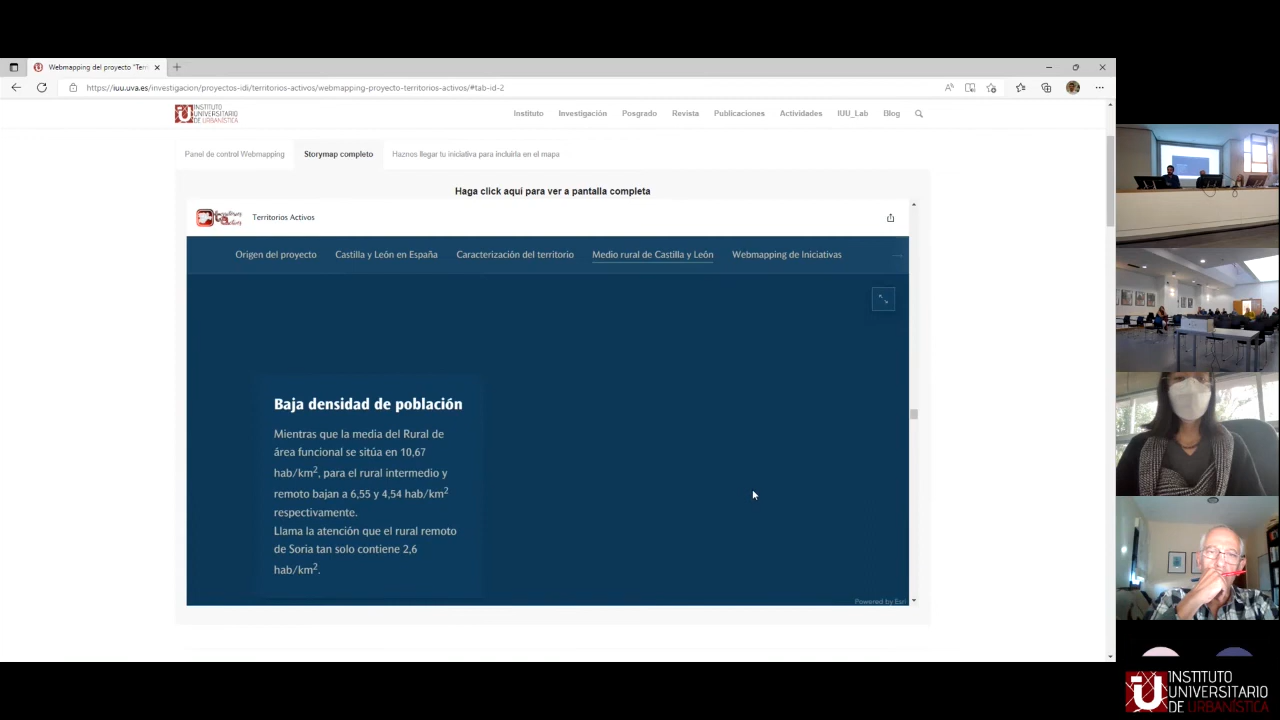 Webmapping del proyecto "Terri
https://iuu.uva.es/investigacion/proyectos-idi/territorios-activos/webmapping-proyecto-territorios-activos/#tab-id-2
INSTITUTO
UNIVERSITARIO
DE URBANÍSTICA
Instituto Investigación Posgrado Revista Publicaciones Actividades IUU_Lab Blog
Panel de control Webmapping Storymap completo Haznos llegar tu iniciativa para incluirla en el mapa
Haga click aquí para ver a pantalla completa
Territorios Activos
Origen del proyecto Castilla y León en España Caracterización del territorio Medio rural de Castilla y León Webmapping de Iniciativas
Baja densidad de población
Mientras que la media del Rural de
área funcional se sitúa en 10,67
hab/km², para el rural intermedio y
remoto bajan a 6,55 y 4,54 hab/km²
respectivamente.
Llama la atención que el rural remoto
de Soria tan solo contiene 2,6
hab/km².
Powered by Esri
INSTITUTO
UNIVERSITARIO
DE URBANÍSTICA